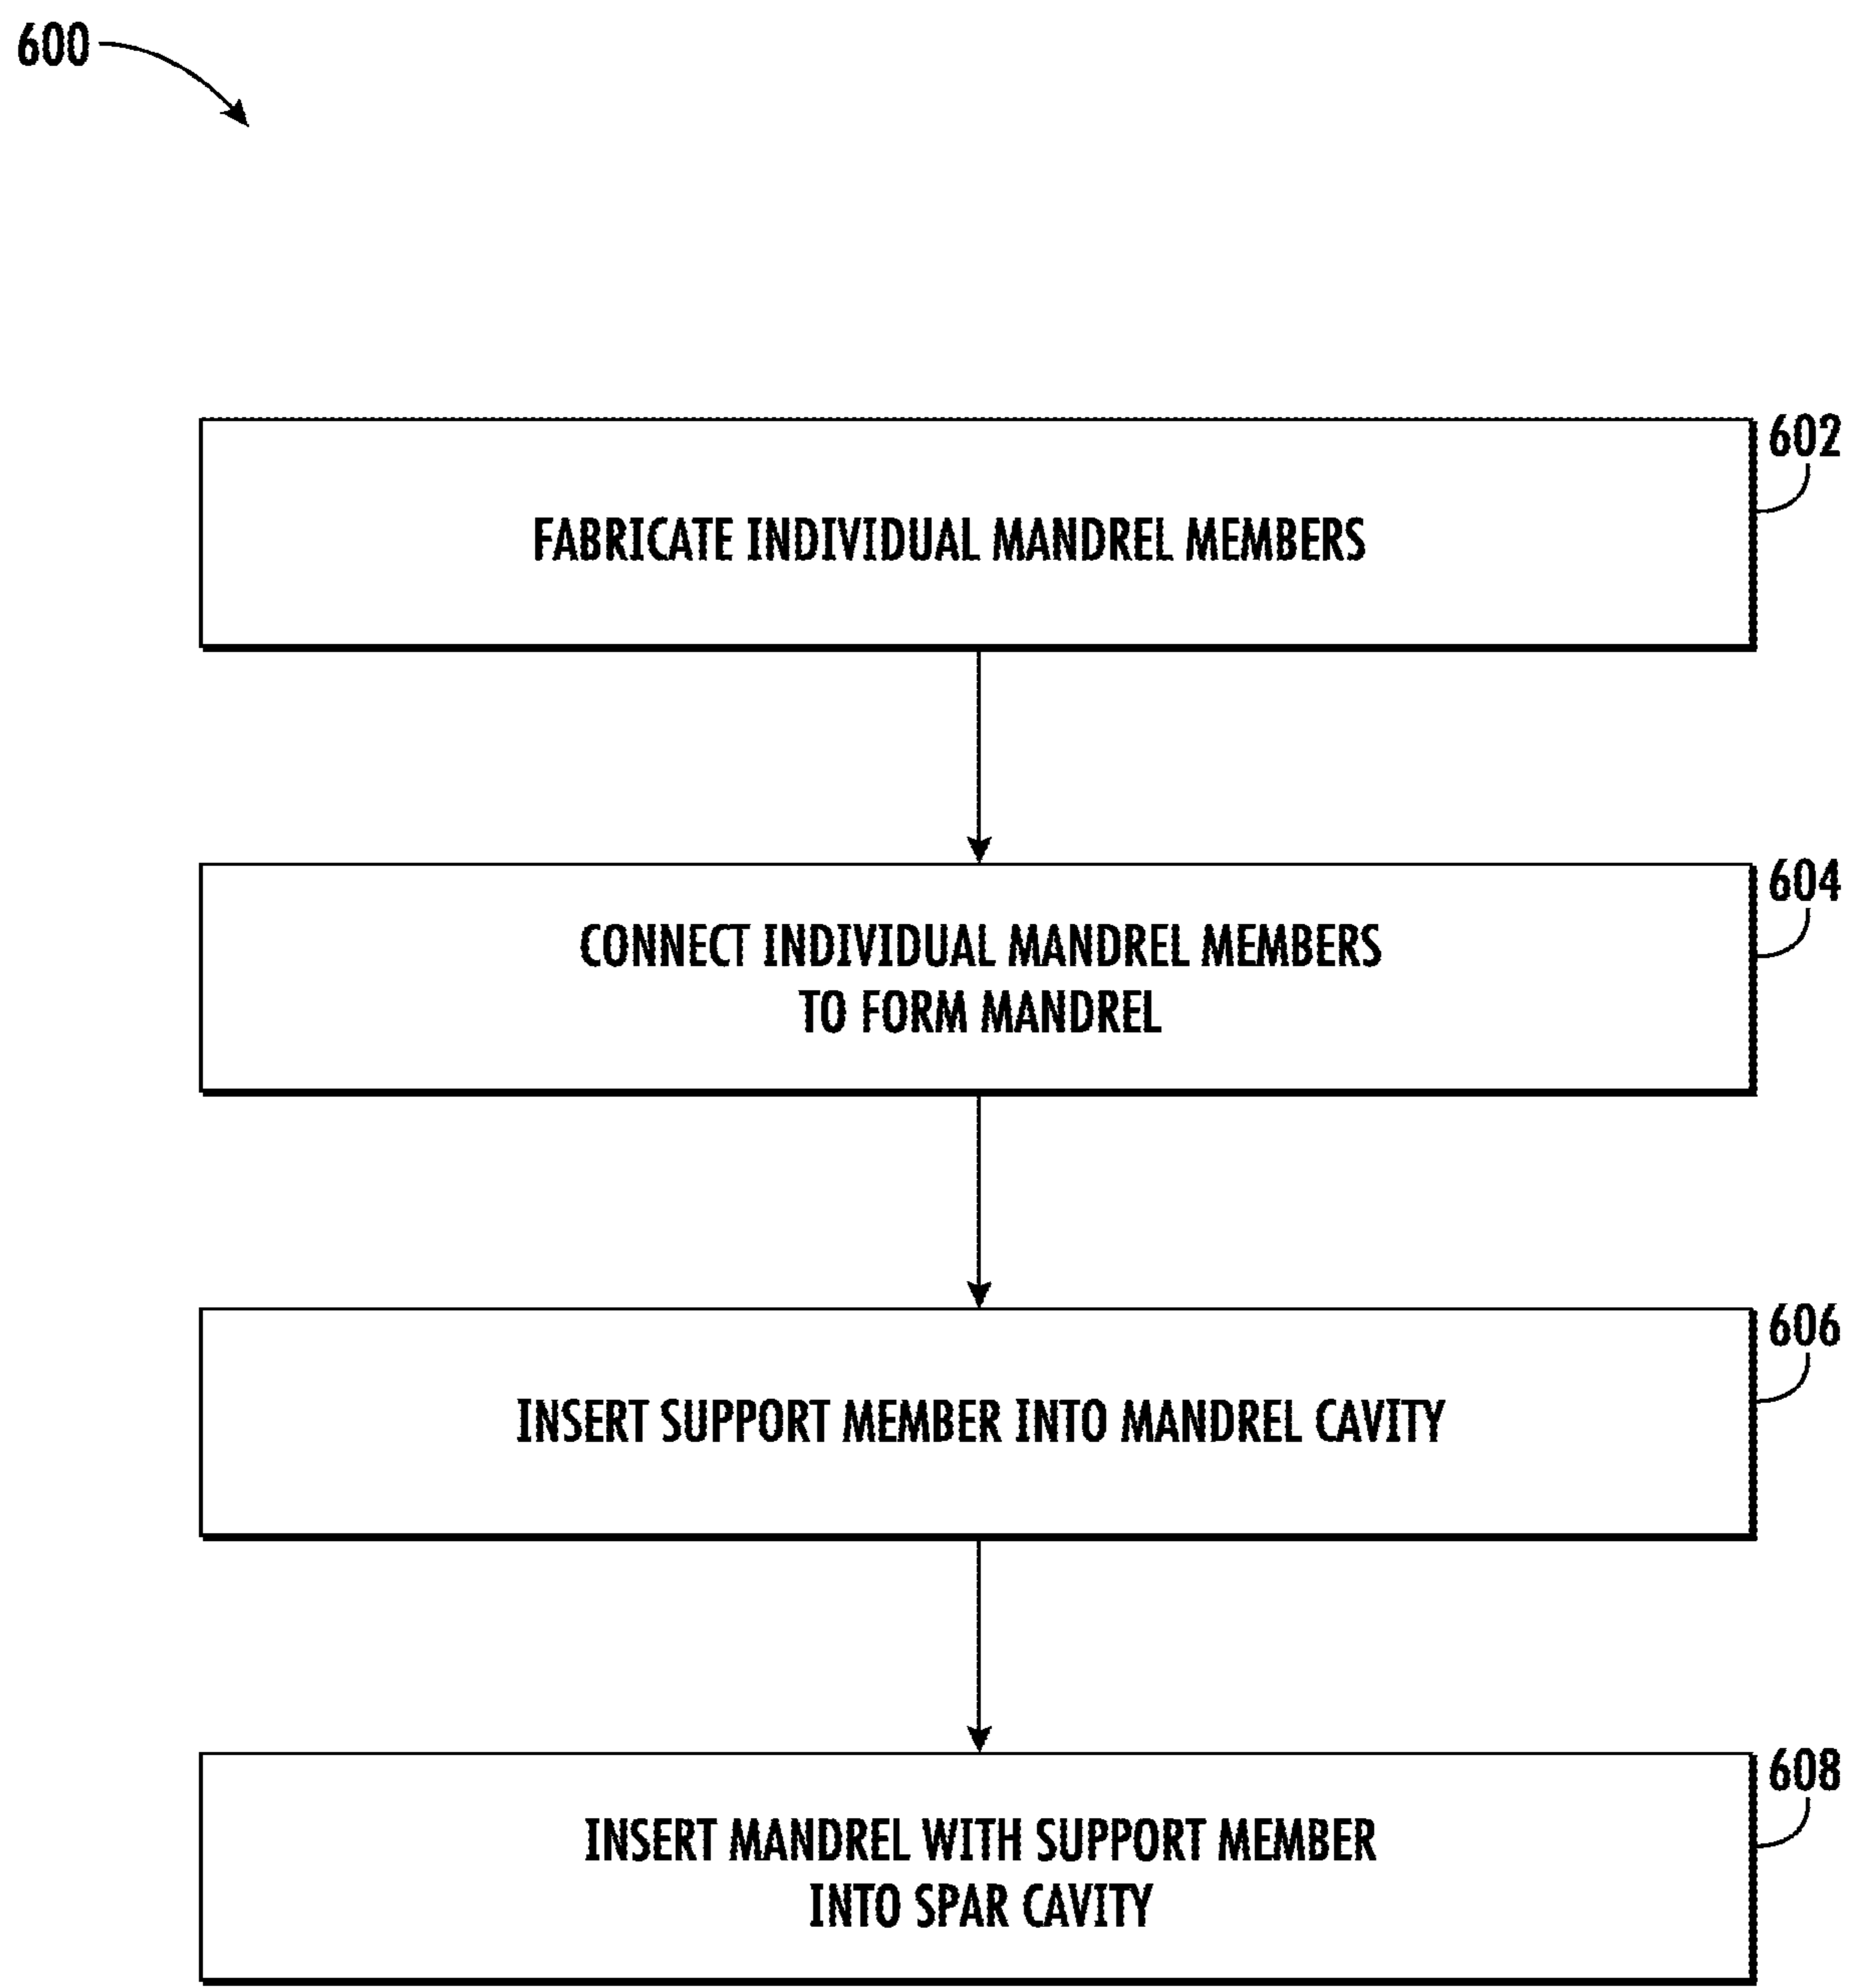 600
602
FABRICATE INDIVIDUAL MANDREL MEMBERS
604
CONNECT INDIVIDUAL MANDREL MEMBERS
TO FORM MANDREL
606
INSERT SUPPORT MEMBER INTO MANDREL CAVITY
608
INSERT MANDREL WITH SUPPORT MEMBER
INTO SPAR CAVITY